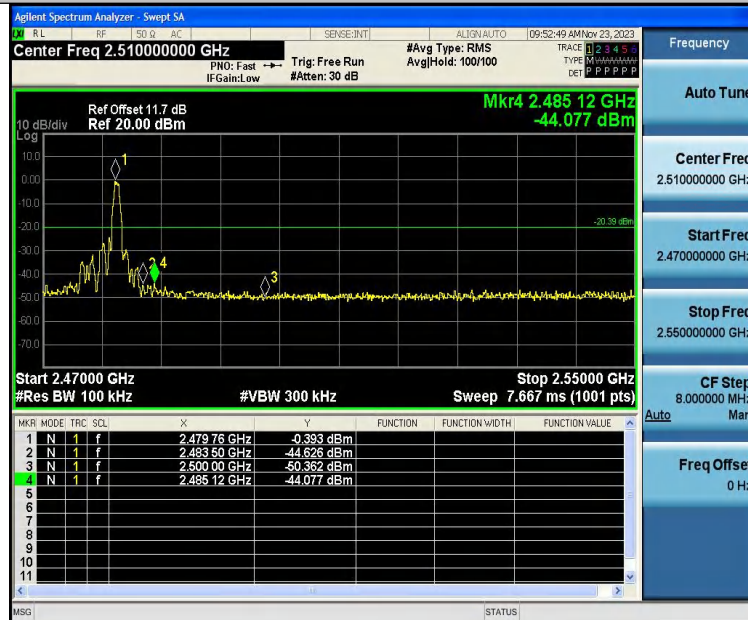 Agilent Spectrum Analyzer - Swept SA
LXI RL RF 50 Ω AC SENSE:INT ALIGN AUTO 09:52:49 AM Nov 23, 2023
Center Freq 2.510000000 GHz
PNO: Fast
IFGain:Low
Trig: Free Run
#Atten: 30 dB
#Avg Type: RMS
Avg|Hold: 100/100
TRACE 1 2 3 4 5 6
TYPE M
DET P P P P P P
Frequency
Mkr4 2.485 12 GHz
-44.077 dBm
Ref Offset 11.7 dB
10 dB/div Ref 20.00 dBm
Log
10.0
0.00
-10.0
-20.0
-30.0
-40.0
-50.0
-60.0
-70.0
1
2 4
3
-20.39 dBm
Start 2.47000 GHz Stop 2.55000 GHz
#Res BW 100 kHz #VBW 300 kHz Sweep 7.667 ms (1001 pts)
MKR MODE TRC SCL X Y FUNCTION FUNCTION WIDTH FUNCTION VALUE
1 N 1 f 2.479 76 GHz -0.393 dBm
2 N 1 f 2.483 50 GHz -44.626 dBm
3 N 1 f 2.500 00 GHz -50.362 dBm
4 N 1 f 2.485 12 GHz -44.077 dBm
5
6
7
8
9
10
11
MSG STATUS
Auto Tune
Center Freq
2.510000000 GHz
Start Freq
2.470000000 GHz
Stop Freq
2.550000000 GHz
CF Step
8.000000 MHz
Auto Man
Freq Offset
0 Hz